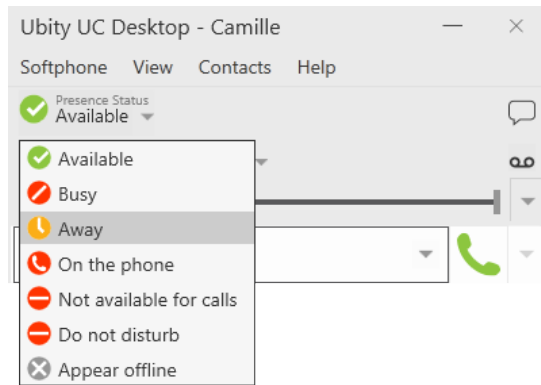 Ubity UC Desktop - Camille
Softphone View Contacts Help
Presence Status
Available
Available
Busy
Away
On the phone
Not available for calls
Do not disturb
Appear offline